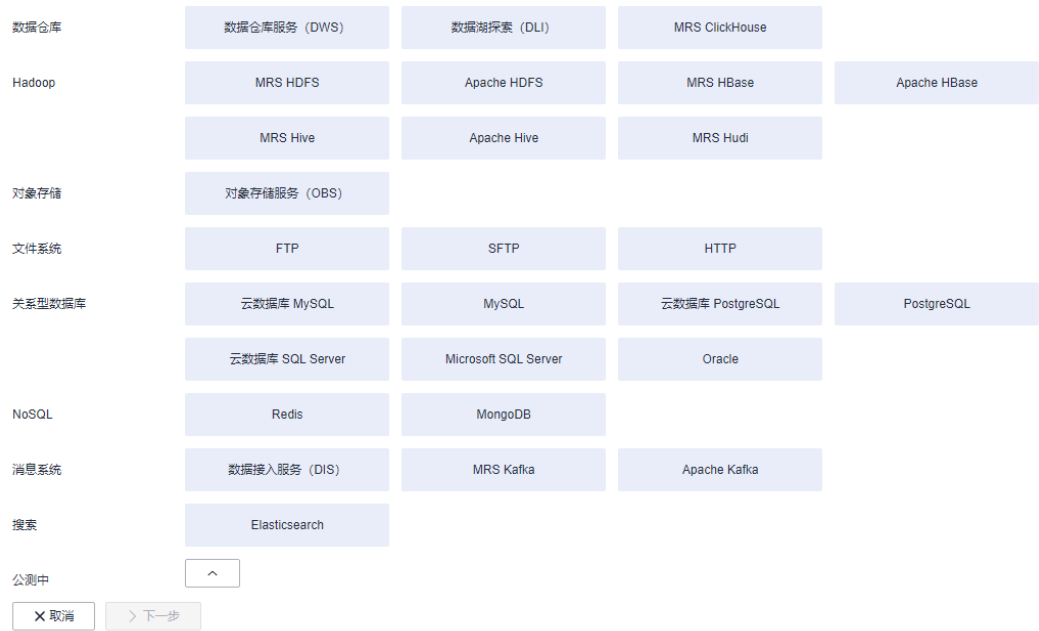 数据仓库 数据仓库服务（DWS） 数据湖探索（DLI） MRS ClickHouse
Hadoop MRS HDFS Apache HDFS MRS HBase Apache HBase
MRS Hive Apache Hive MRS Hudi
对象存储 对象存储服务（OBS）
文件系统 FTP SFTP HTTP
关系型数据库 云数据库 MySQL MySQL 云数据库 PostgreSQL PostgreSQL
云数据库 SQL Server Microsoft SQL Server Oracle
NoSQL Redis MongoDB
消息系统 数据接入服务（DIS） MRS Kafka Apache Kafka
搜索 Elasticsearch
公测中
取消 下一步